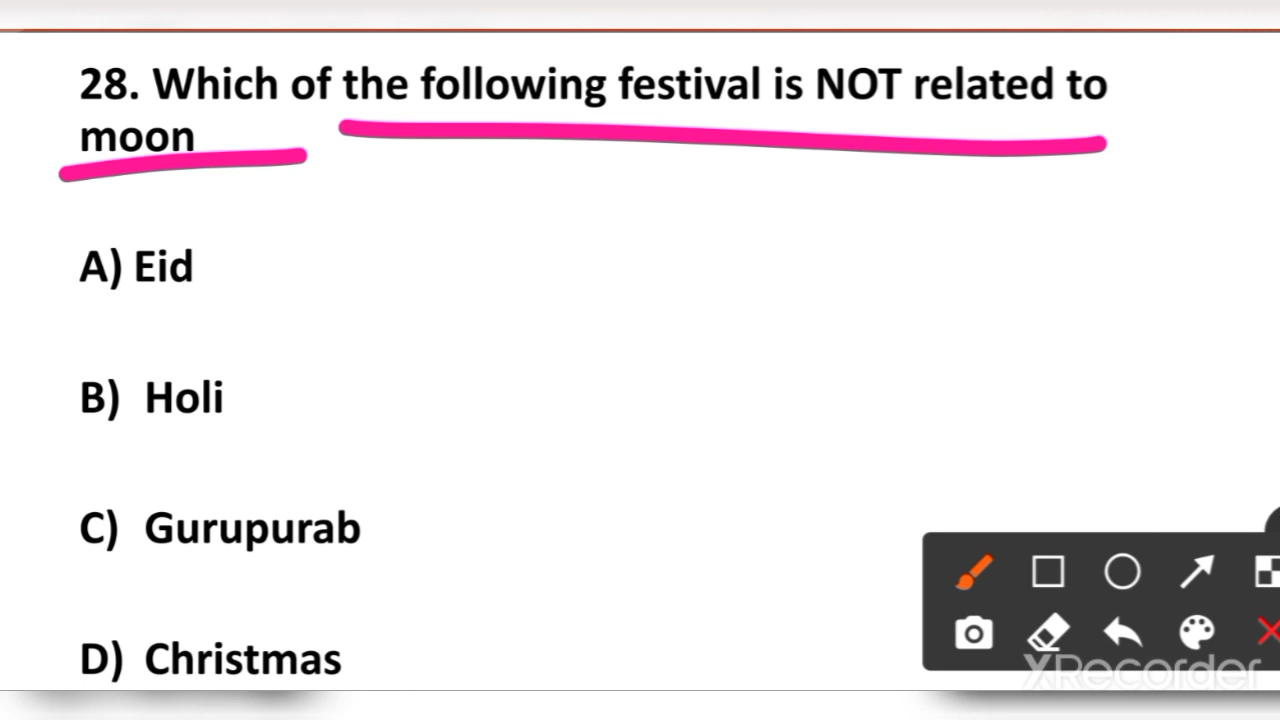 28. Which of the following festival is NOT related to
moon
A) Eid
B) Holi
C) Gurupurab
D) Christmas
XRecorder